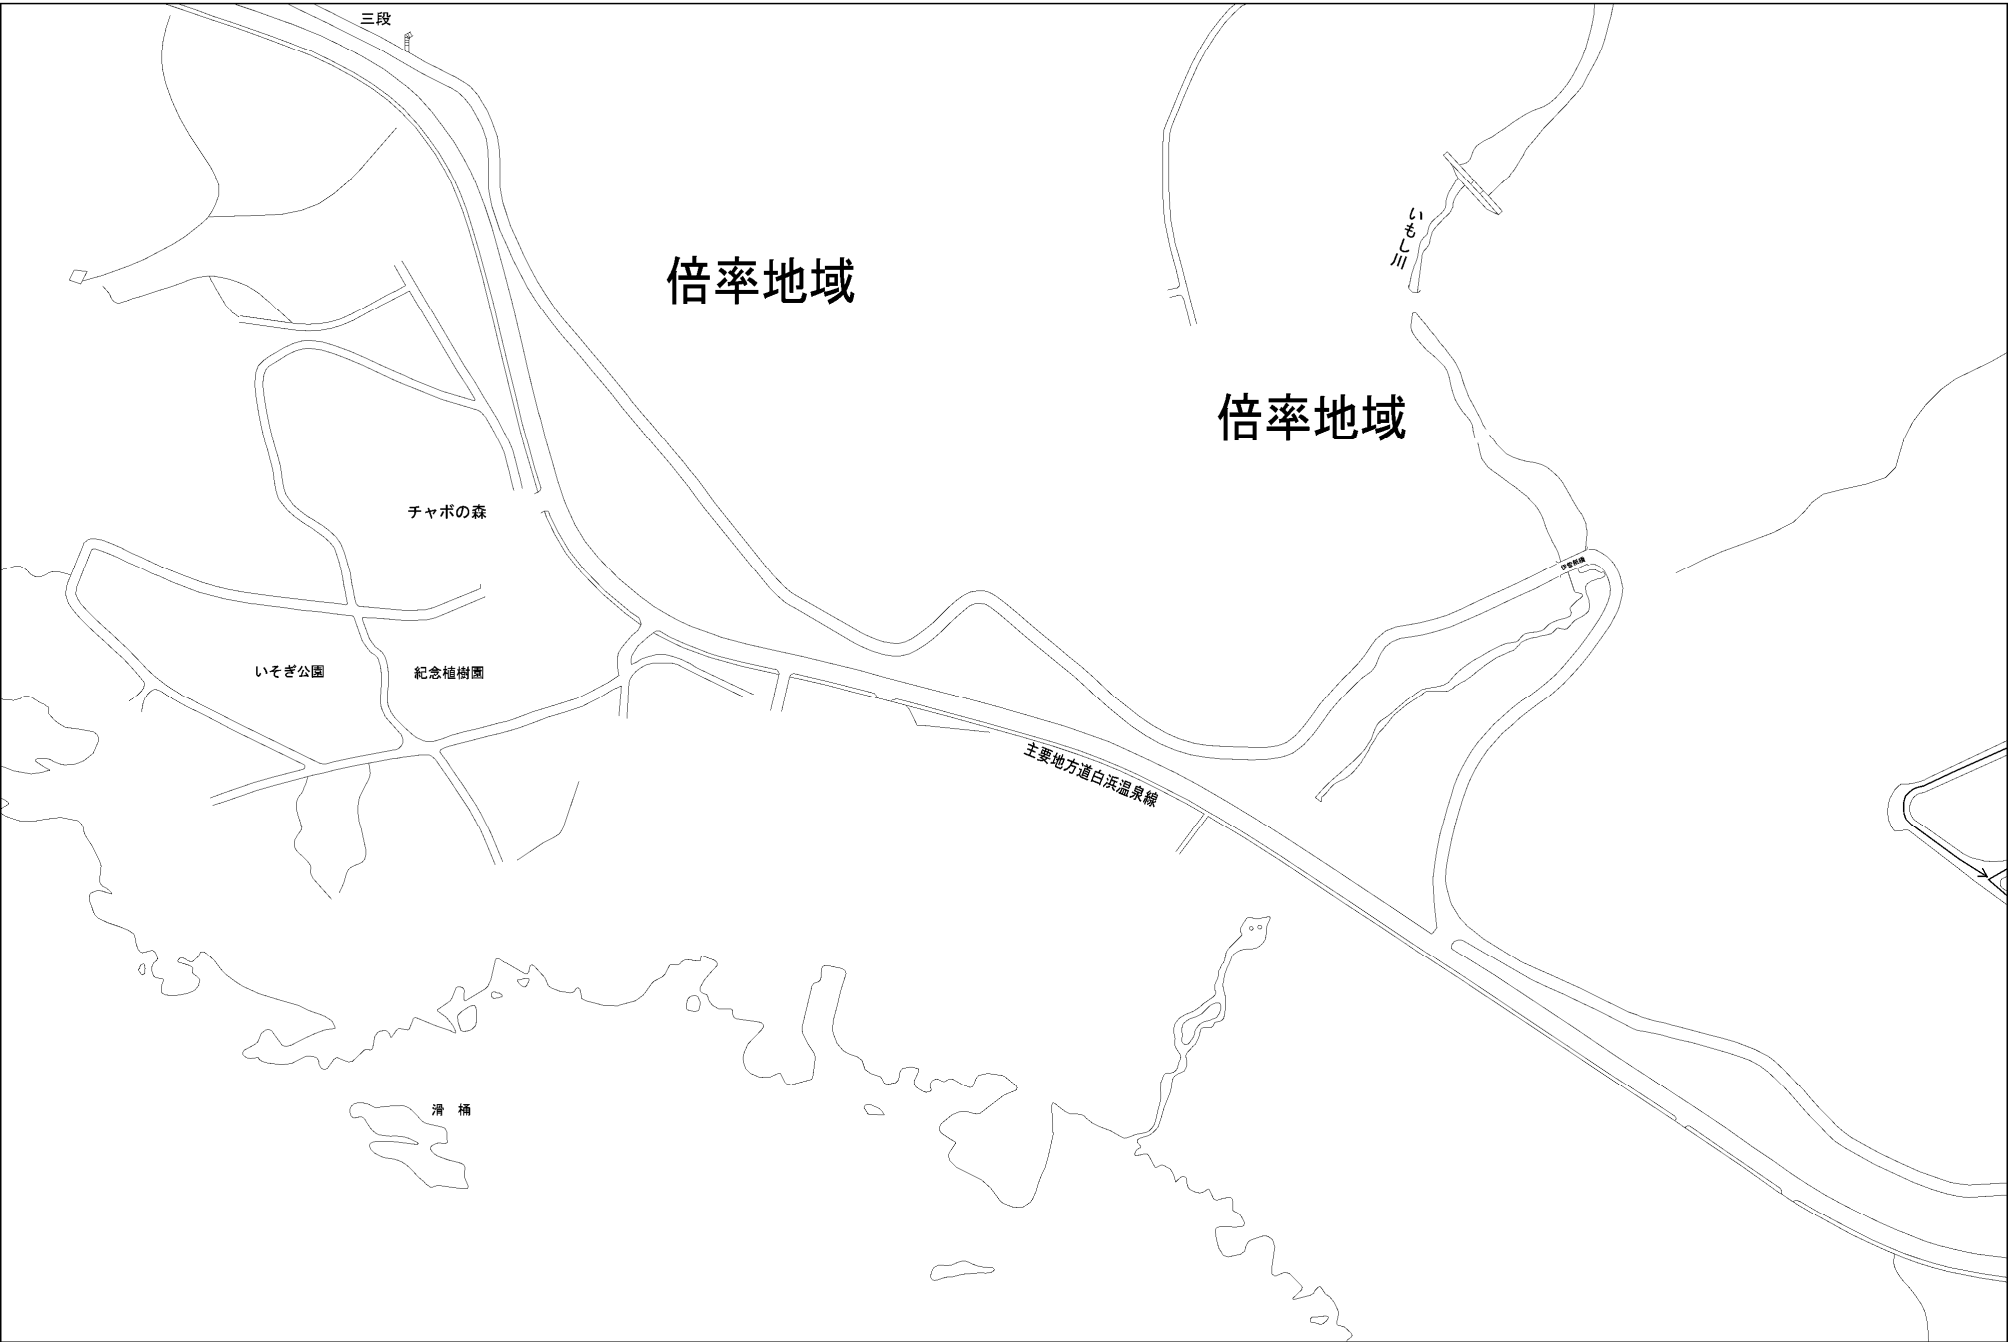 三段
いもし川
倍率地域
倍率地域
チャボの森
いそぎ公園
紀念植樹園
主要地方道白浜温泉線
滑 桶